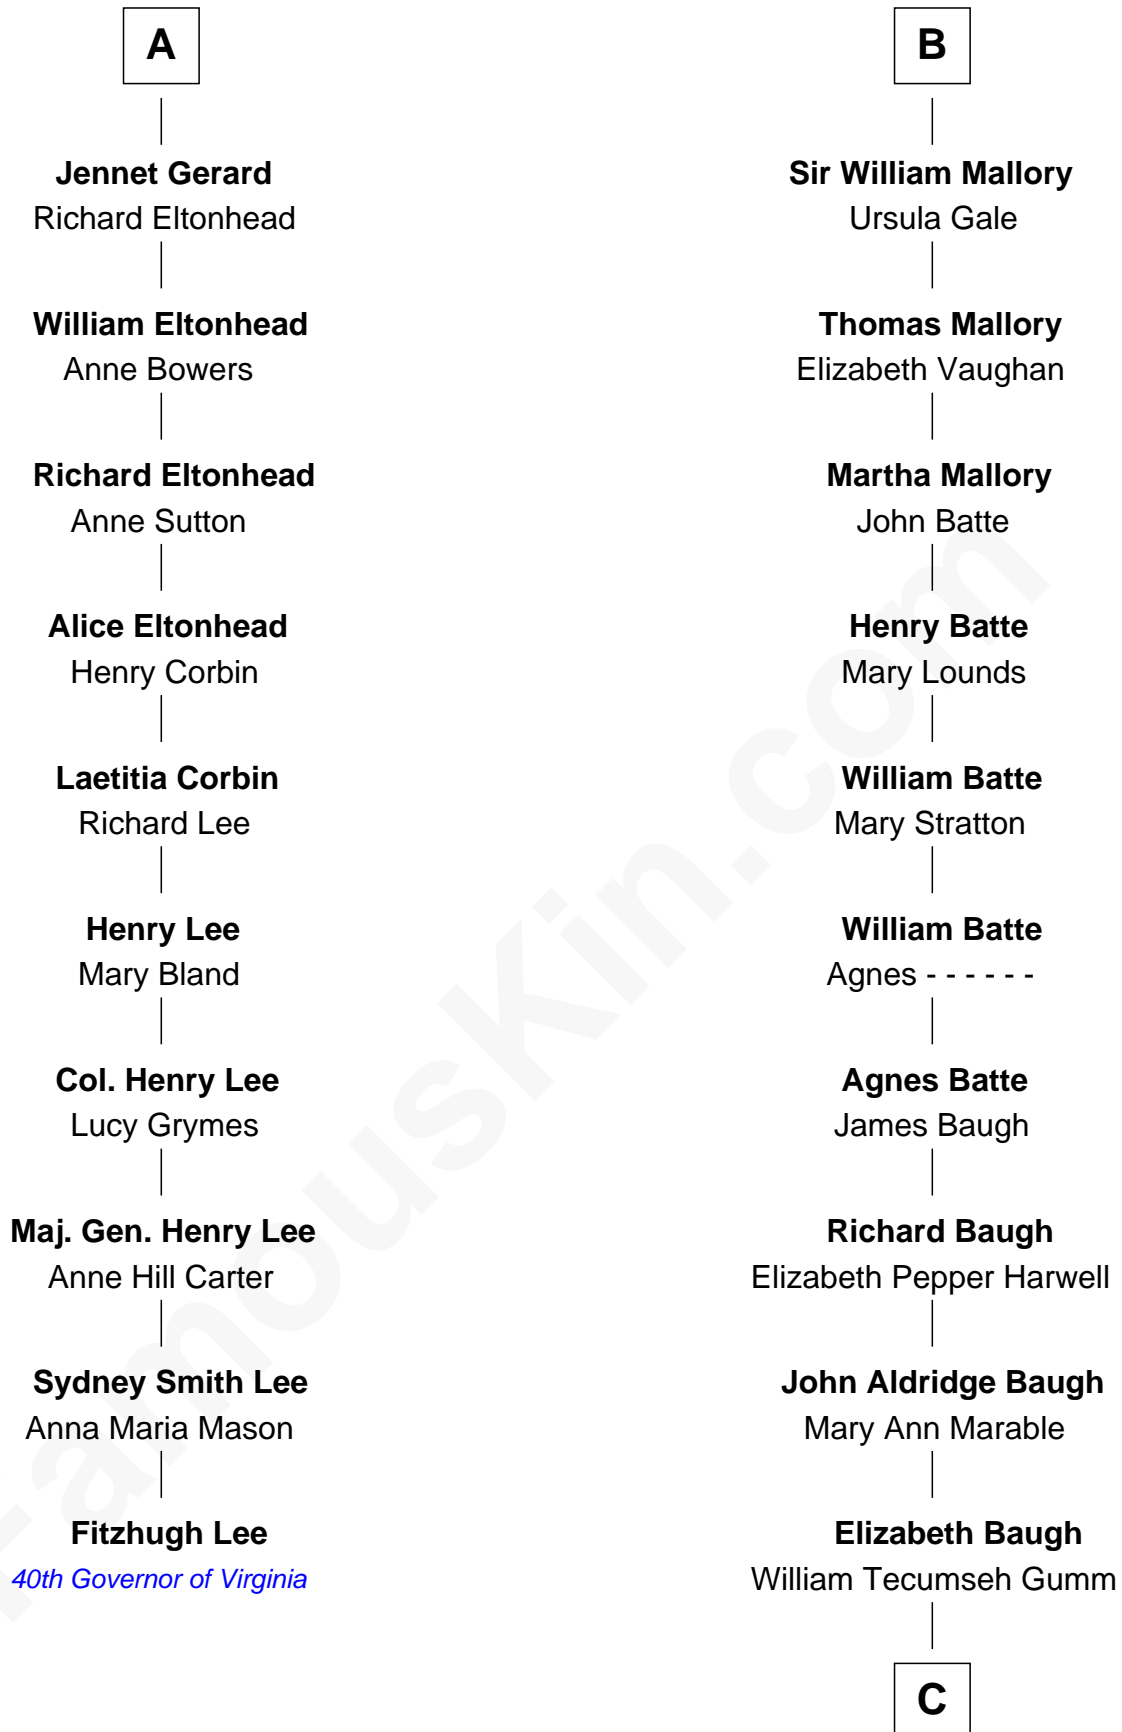 A
Jennet Gerard
Richard Eltonhead
William Eltonhead
Anne Bowers
Richard Eltonhead
Anne Sutton
Alice Eltonhead
Henry Corbin
Laetitia Corbin
Richard Lee
Henry Lee
Mary Bland
Col. Henry Lee
Lucy Grymes
Maj. Gen. Henry Lee
Anne Hill Carter
Sydney Smith Lee
Anna Maria Mason
Fitzhugh Lee
40th Governor of Virginia
B
Sir William Mallory
Ursula Gale
Thomas Mallory
Elizabeth Vaughan
Martha Mallory
John Batte
Henry Batte
Mary Lounds
William Batte
Mary Stratton
William Batte
Agnes - - - - - -
Agnes Batte
James Baugh
Richard Baugh
Elizabeth Pepper Harwell
John Aldridge Baugh
Mary Ann Marable
Elizabeth Baugh
William Tecumseh Gumm
C
FamousKin.com